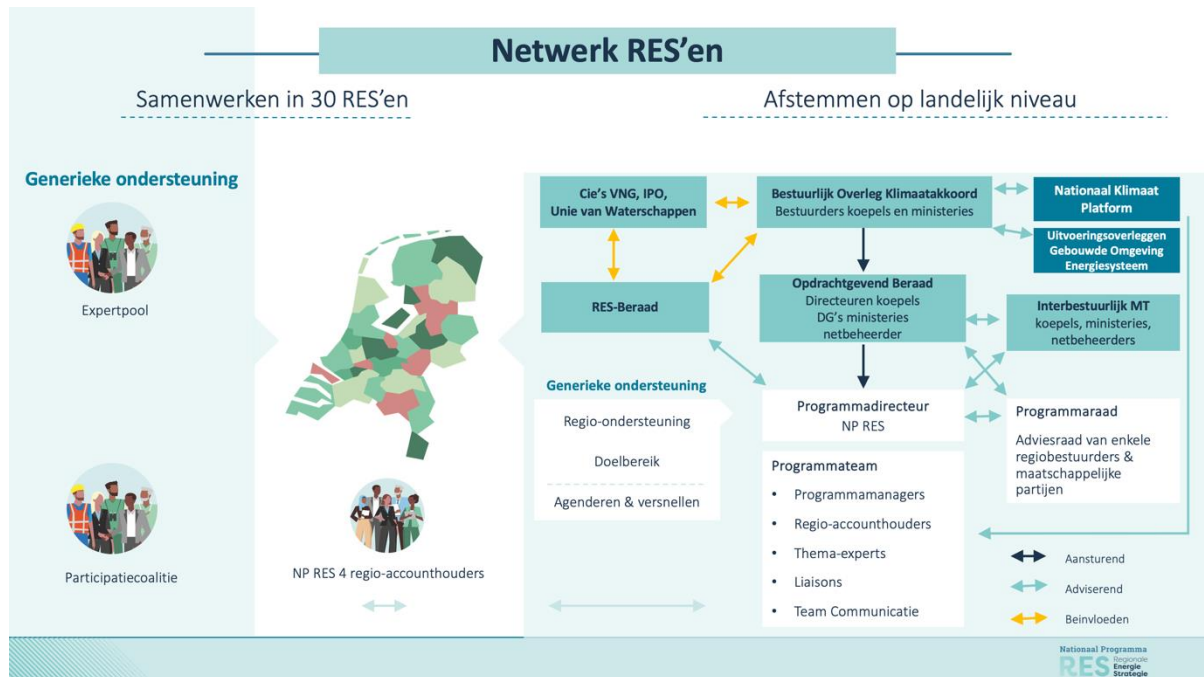 Netwerk RES'en
Samenwerken in 30 RES'en
Afstemmen op landelijk niveau
Generieke ondersteuning
Expertpool
Participatiecoalitie
NP RES 4 regio-accounthouders
Cie's VNG, IPO,
Unie van Waterschappen
Bestuurlijk Overleg Klimaatakkoord
Bestuurders koepels en ministeries
Nationaal Klimaat
Platform
Uitvoeringsoverleggen
Gebouwde Omgeving
Energiesysteem
RES-Beraad
Opdrachtgevend Beraad
Directeuren koepels
DG's ministeries
netbeheerder
Interbestuurlijk MT
koepels, ministeries,
netbeheerders
Generieke ondersteuning
Regio-ondersteuning
Doelbereik
Agenderen & versnellen
Programmadirecteur
NP RES
Programmaraad
Adviesraad van enkele
regiobestuurders &
maatschappelijke
partijen
Programmateam
• Programmamanagers
• Regio-accounthouders
• Thema-experts
• Liaisons
• Team Communicatie
Aansturend
Adviserend
Beinvloeden
Nationaal Programma
RES Regionale
Energie
Strategie